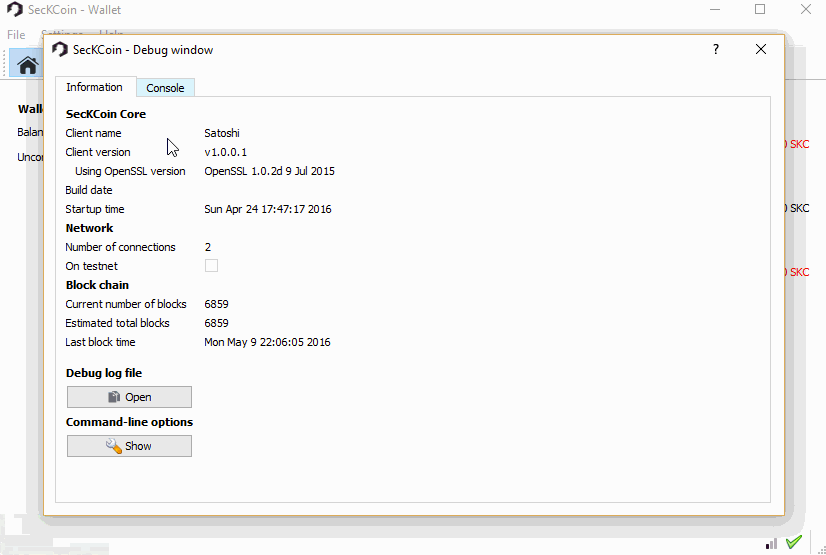 SecKCoin - Wallet
File Settings Help
SecKCoin - Debug window
?
Information Console
Wall
Balan
Uncor
SecKCoin Core
Client name Satoshi
Client version v1.0.0.1
Using OpenSSL version OpenSSL 1.0.2d 9 Jul 2015
Build date
Startup time Sun Apr 24 17:47:17 2016
Network
Number of connections 2
On testnet
Block chain
Current number of blocks 6859
Estimated total blocks 6859
Last block time Mon May 9 22:06:05 2016
Debug log file
Open
Command-line options
Show
SKC
SKC
SKC